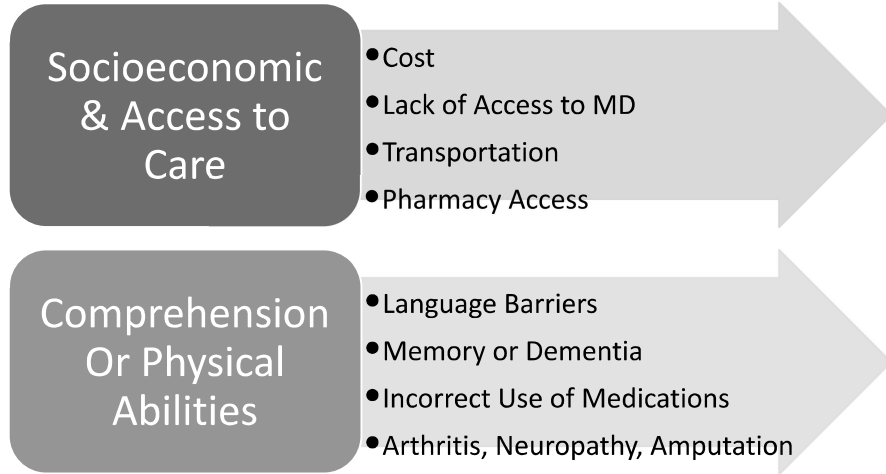 Socioeconomic
& Access to
Care
•Cost
•Lack of Access to MD
•Transportation
•Pharmacy Access
Comprehension
Or Physical
Abilities
•Language Barriers
•Memory or Dementia
•Incorrect Use of Medications
•Arthritis, Neuropathy, Amputation